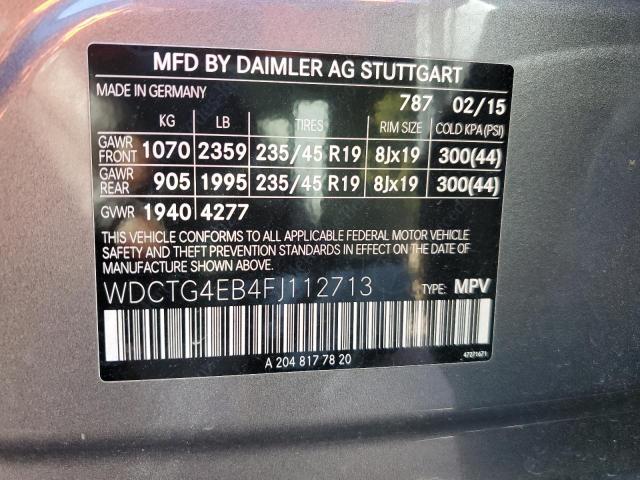 MFD BY DAIMLER AG STUTTGART
MADE IN GERMANY
787 02/15
KG LB TIRES RIM SIZE COLD KPA(PSI)
GAWR FRONT 1070 2359 235/45 R19 8Jx19 300(44)
GAWR REAR 905 1995 235/45 R19 8Jx19 300(44)
GVWR 1940 4277
THIS VEHICLE CONFORMS TO ALL APPLICABLE FEDERAL MOTOR VEHICLE
SAFETY AND THEFT PREVENTION STANDARDS IN EFFECT ON THE DATE
OF MANUFACTURE SHOWN ABOVE.
WDCTG4EB4FJ112713 TYPE: MPV
A 204 817 78 20
47271671